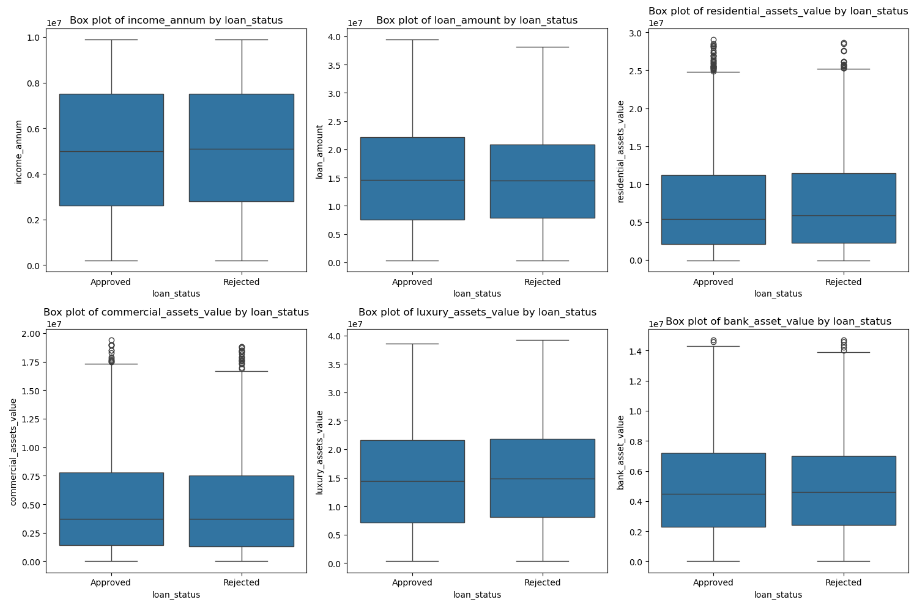 Box plot of income_annum by loan_status
1e7
1.0
0.8
0.6
0.4
0.2
0.0
income_annum
Approved
Rejected
loan_status
Box plot of loan_amount by loan_status
1e7
4.0
3.5
3.0
2.5
2.0
1.5
1.0
0.5
0.0
loan_amount
Approved
Rejected
loan_status
Box plot of residential_assets_value by loan_status
1e7
3.0
2.5
2.0
1.5
1.0
0.5
0.0
residential_assets_value
Approved
Rejected
loan_status
Box plot of commercial_assets_value by loan_status
1e7
2.00
1.75
1.50
1.25
1.00
0.75
0.50
0.25
0.00
commercial_assets_value
Approved
Rejected
loan_status
Box plot of luxury_assets_value by loan_status
1e7
4.0
3.5
3.0
2.5
2.0
1.5
1.0
0.5
0.0
luxury_assets_value
Approved
Rejected
loan_status
Box plot of bank_asset_value by loan_status
1e7
1.4
1.2
1.0
0.8
0.6
0.4
0.2
0.0
bank_asset_value
Approved
Rejected
loan_status